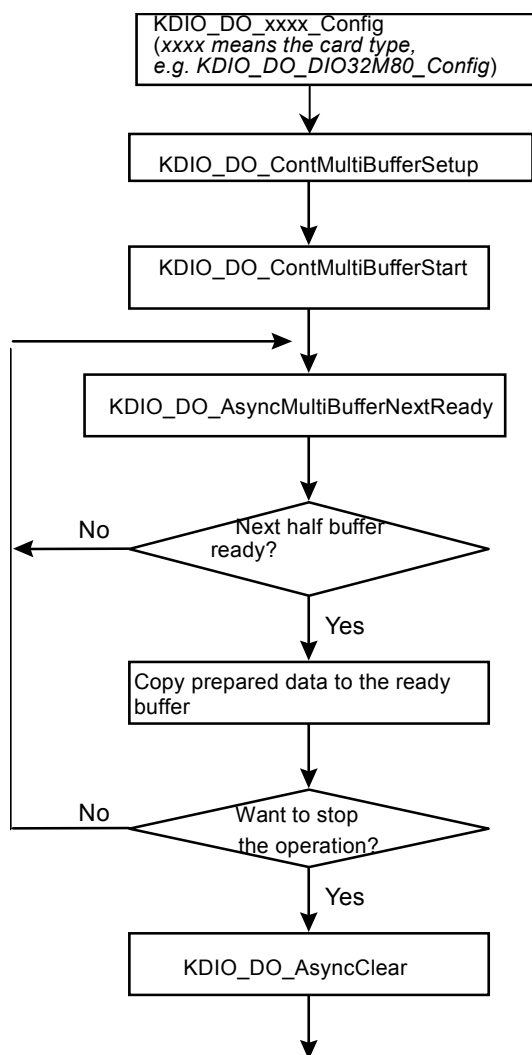 KDIO_DO_xxxx_Config
(xxxx means the card type,
e.g. KDIO_DO_DIO32M80_Config)
KDIO_DO_ContMultiBufferSetup
KDIO_DO_ContMultiBufferStart
KDIO_DO_AsyncMultiBufferNextReady
No
Next half buffer
ready?
Yes
Copy prepared data to the ready
buffer
No
Want to stop
the operation?
Yes
KDIO_DO_AsyncClear